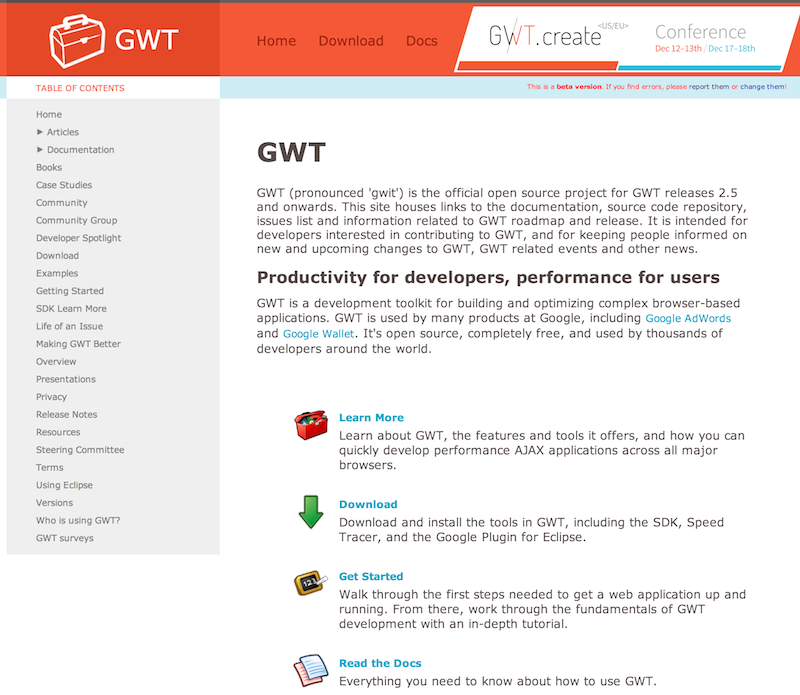 GWT
Home Download Docs
GWT.create <US/EU>
Conference
Dec 12-13th / Dec 17-18th
TABLE OF CONTENTS
This is a beta version. If you find errors, please report them or change them!
Home
► Articles
► Documentation
Books
Case Studies
Community
Community Group
Developer Spotlight
Download
Examples
Getting Started
SDK Learn More
Life of an Issue
Making GWT Better
Overview
Presentations
Privacy
Release Notes
Resources
Steering Committee
Terms
Using Eclipse
Versions
Who is using GWT?
GWT surveys
GWT
GWT (pronounced 'gwit') is the official open source project for GWT releases 2.5
and onwards. This site houses links to the documentation, source code repository,
issues list and information related to GWT roadmap and release. It is intended for
developers interested in contributing to GWT, and for keeping people informed on
new and upcoming changes to GWT, GWT related events and other news.
Productivity for developers, performance for users
GWT is a development toolkit for building and optimizing complex browser-based
applications. GWT is used by many products at Google, including Google AdWords
and Google Wallet. It's open source, completely free, and used by thousands of
developers around the world.
Learn More
Learn about GWT, the features and tools it offers, and how you can
quickly develop performance AJAX applications across all major
browsers.
Download
Download and install the tools in GWT, including the SDK, Speed
Tracer, and the Google Plugin for Eclipse.
123
Get Started
Walk through the first steps needed to get a web application up and
running. From there, work through the fundamentals of GWT
development with an in-depth tutorial.
Read the Docs
Everything you need to know about how to use GWT.